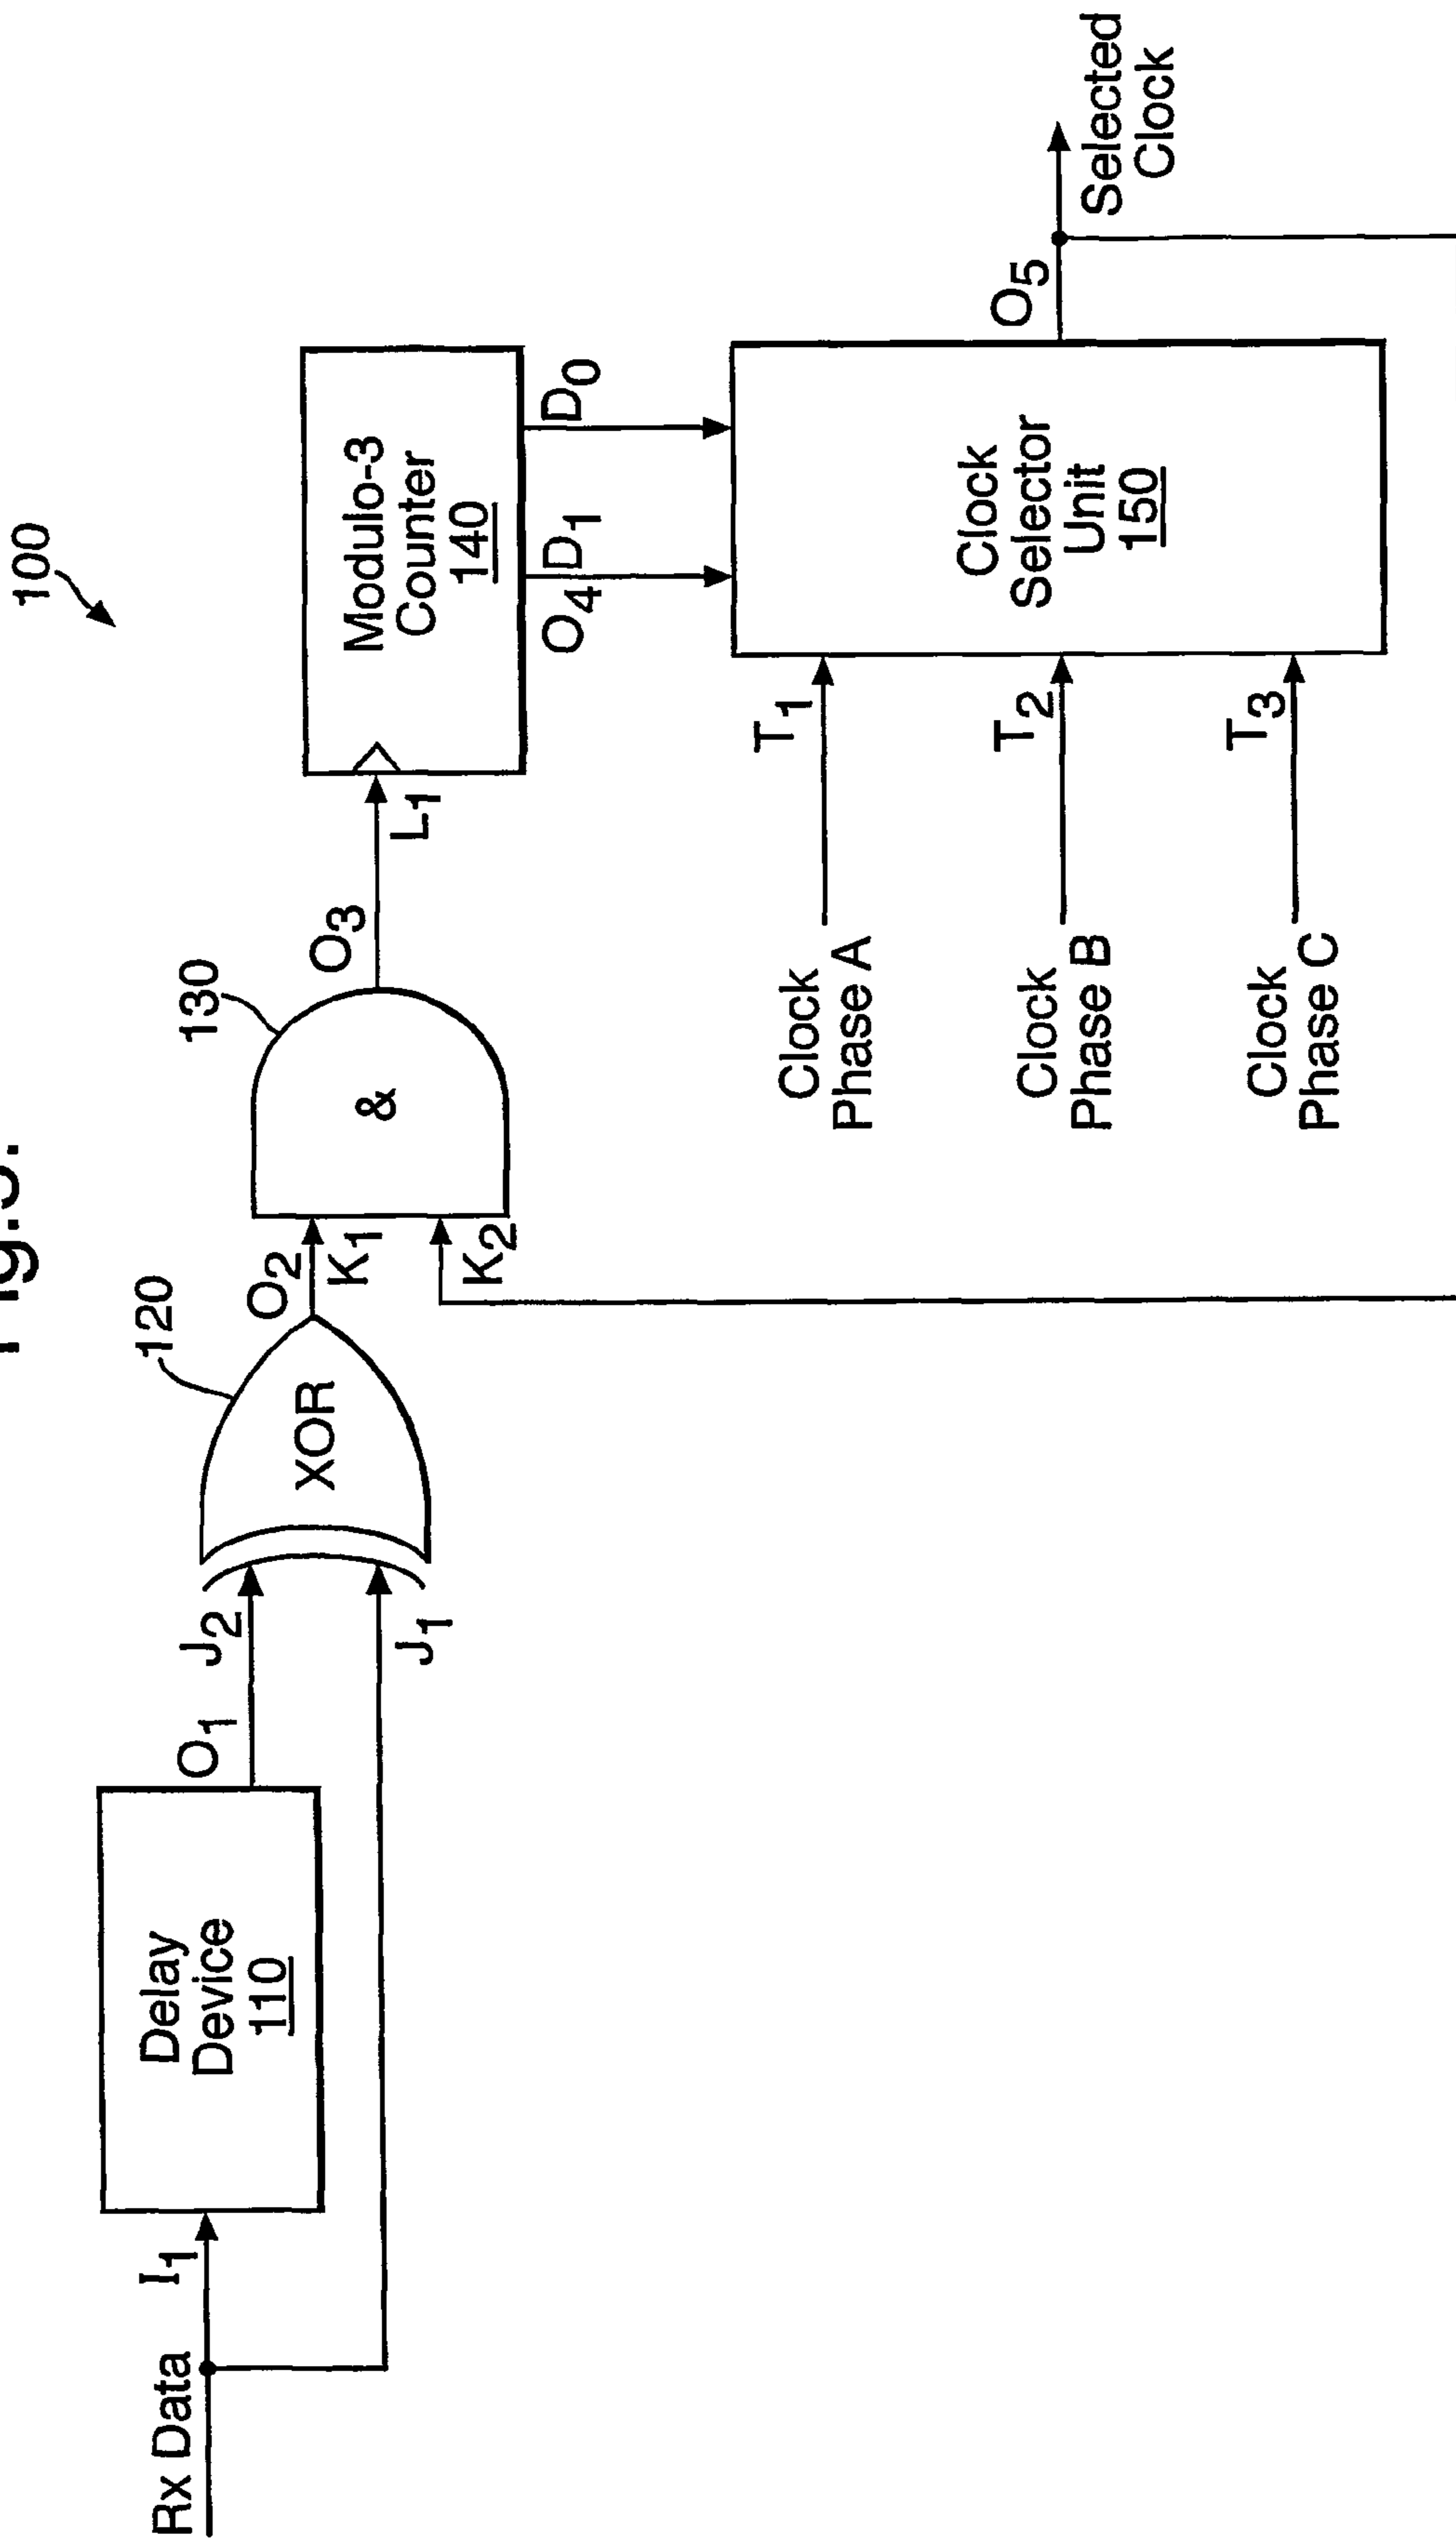 100
Rx Data
I1
Delay
Device
110
O1
J2
J1
120
XOR
O2
K1
K2
130
&
O3
L1
Modulo-3
Counter
140
O4
D1
D0
Clock
Phase A
T1
Clock
Phase B
T2
Clock
Phase C
T3
Clock
Selector
Unit
150
O5
Selected
Clock